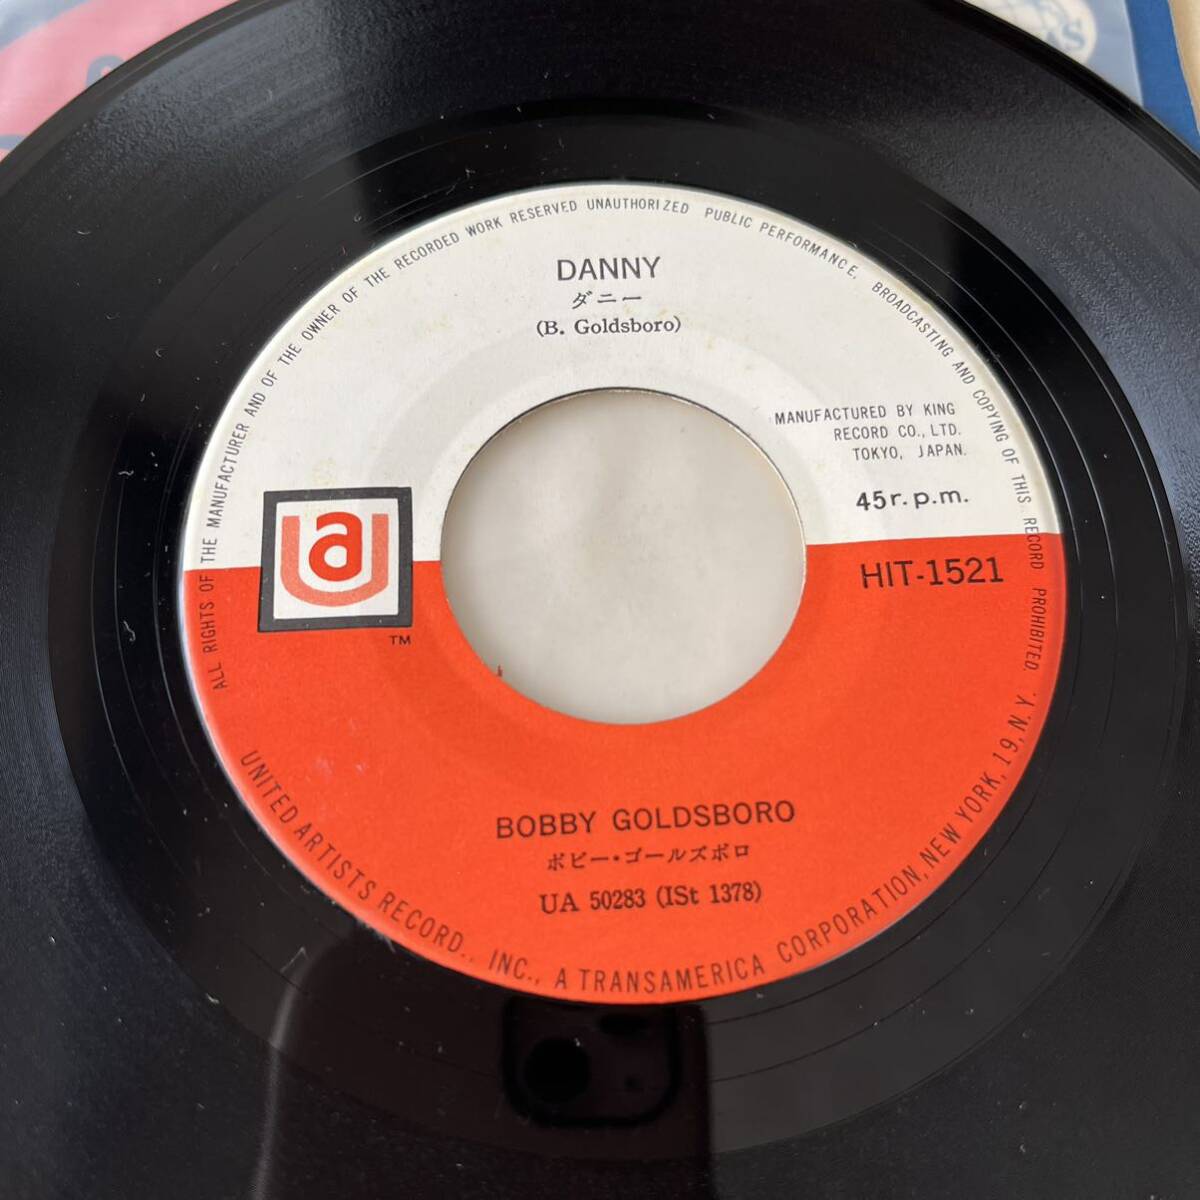 ALL RIGHTS OF THE MANUFACTURER AND OF THE OWNER OF THE RECORDED WORK RESERVED UNAUTHORIZED PUBLIC PERFORMANCE, BROADCASTING AND COPYING OF THIS RECORD PROHIBITED.
DANNY
ダニー
(B. Goldsboro)
MANUFACTURED BY KING
RECORD CO., LTD.
TOKYO, JAPAN.
45r.p.m.
HIT-1521
ua
TM
BOBBY GOLDSBORO
ボビー・ゴールズボロ
UA 50283 (ISt 1378)
UNITED ARTISTS RECORD., INC., A TRANSAMERICA CORPORATION, NEW YORK, 19, N. Y.